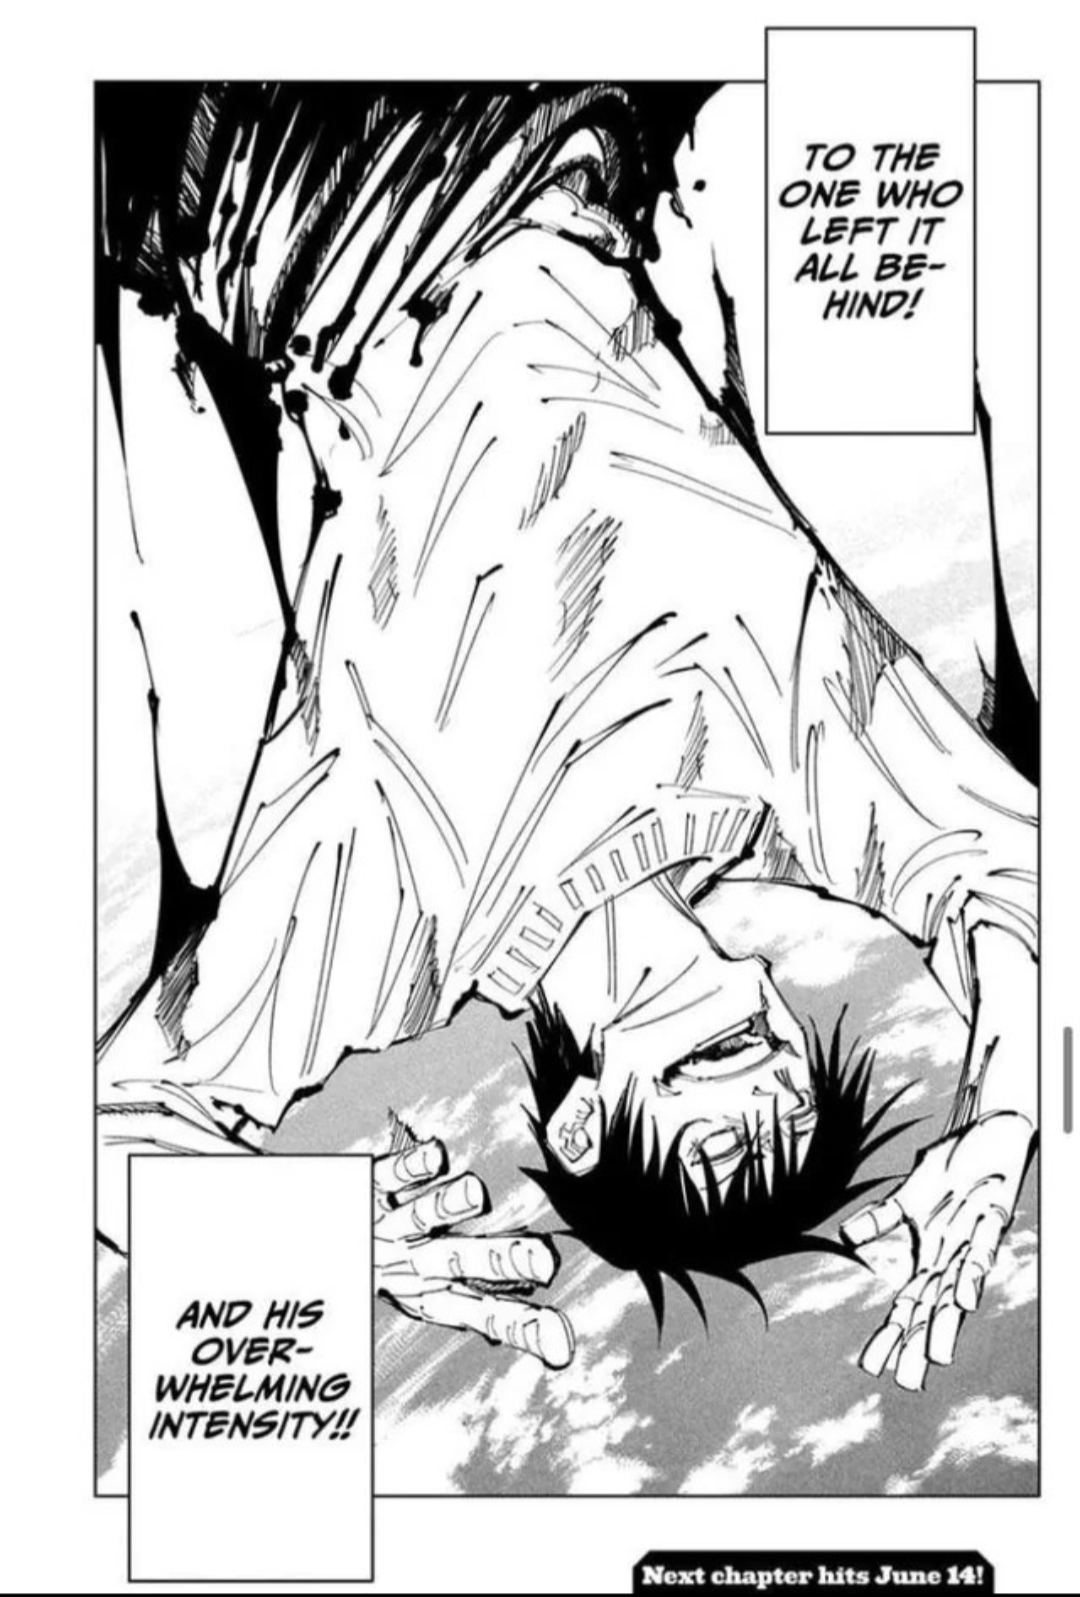 TO THE
ONE WHO
LEFT IT
ALL BE-
HIND!
AND HIS
OVER-
WHELMING
INTENSITY!!
Next chapter hits June 14!